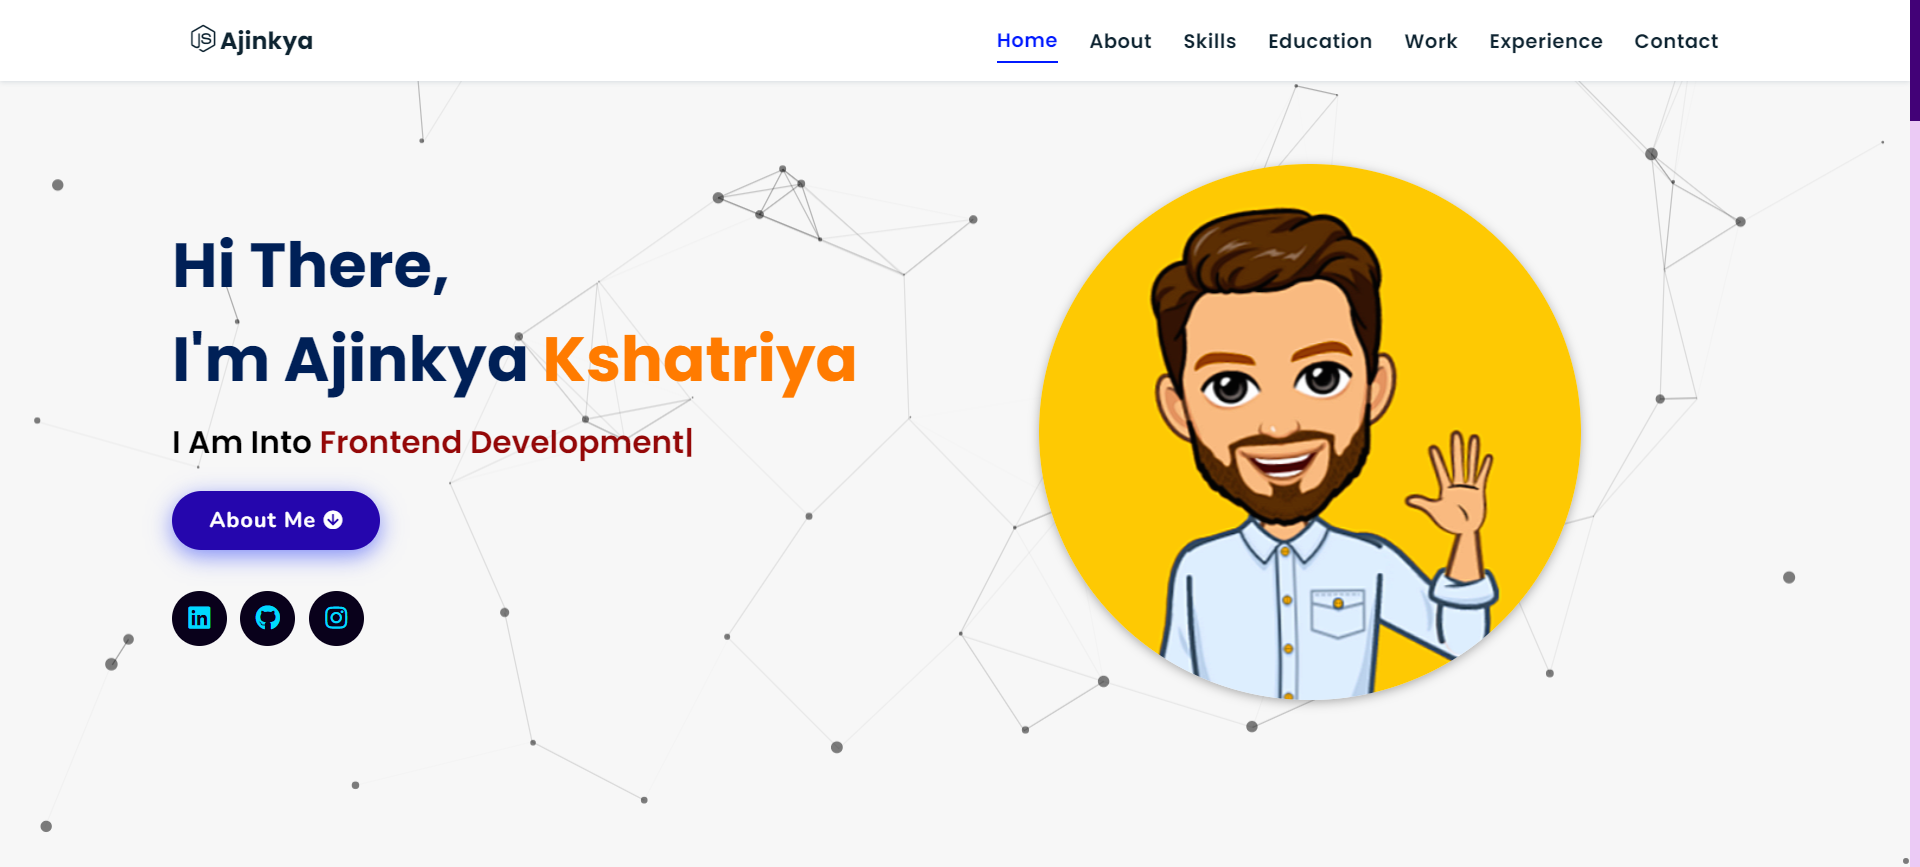 JS Ajinkya
Home About Skills Education Work Experience Contact
Hi There,
I'm Ajinkya Kshatriya
I Am Into Frontend Development|
About Me
in